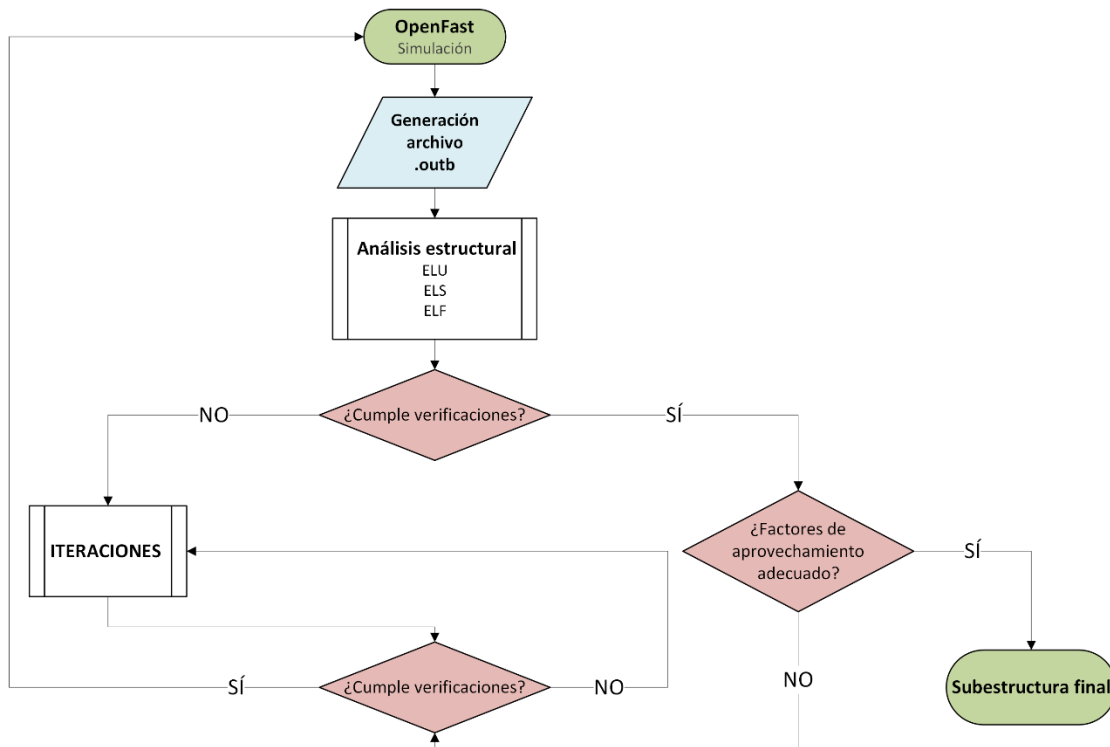 OpenFast
Simulación
Generación
archivo
.outb
Análisis estructural
ELU
ELS
ELF
¿Cumple verificaciones?
NO
SÍ
ITERACIONES
¿Factores de
aprovechamiento
adecuado?
SÍ
¿Cumple verificaciones?
SÍ
NO
NO
Subestructura final